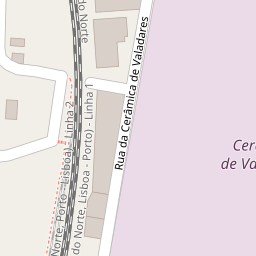 do Norte
Norte, Porto - Lisboa) - Linha 2
do Norte, Lisboa - Porto) - Linha 1
Rua da Cerâmica de Valadares
Cer
de Va